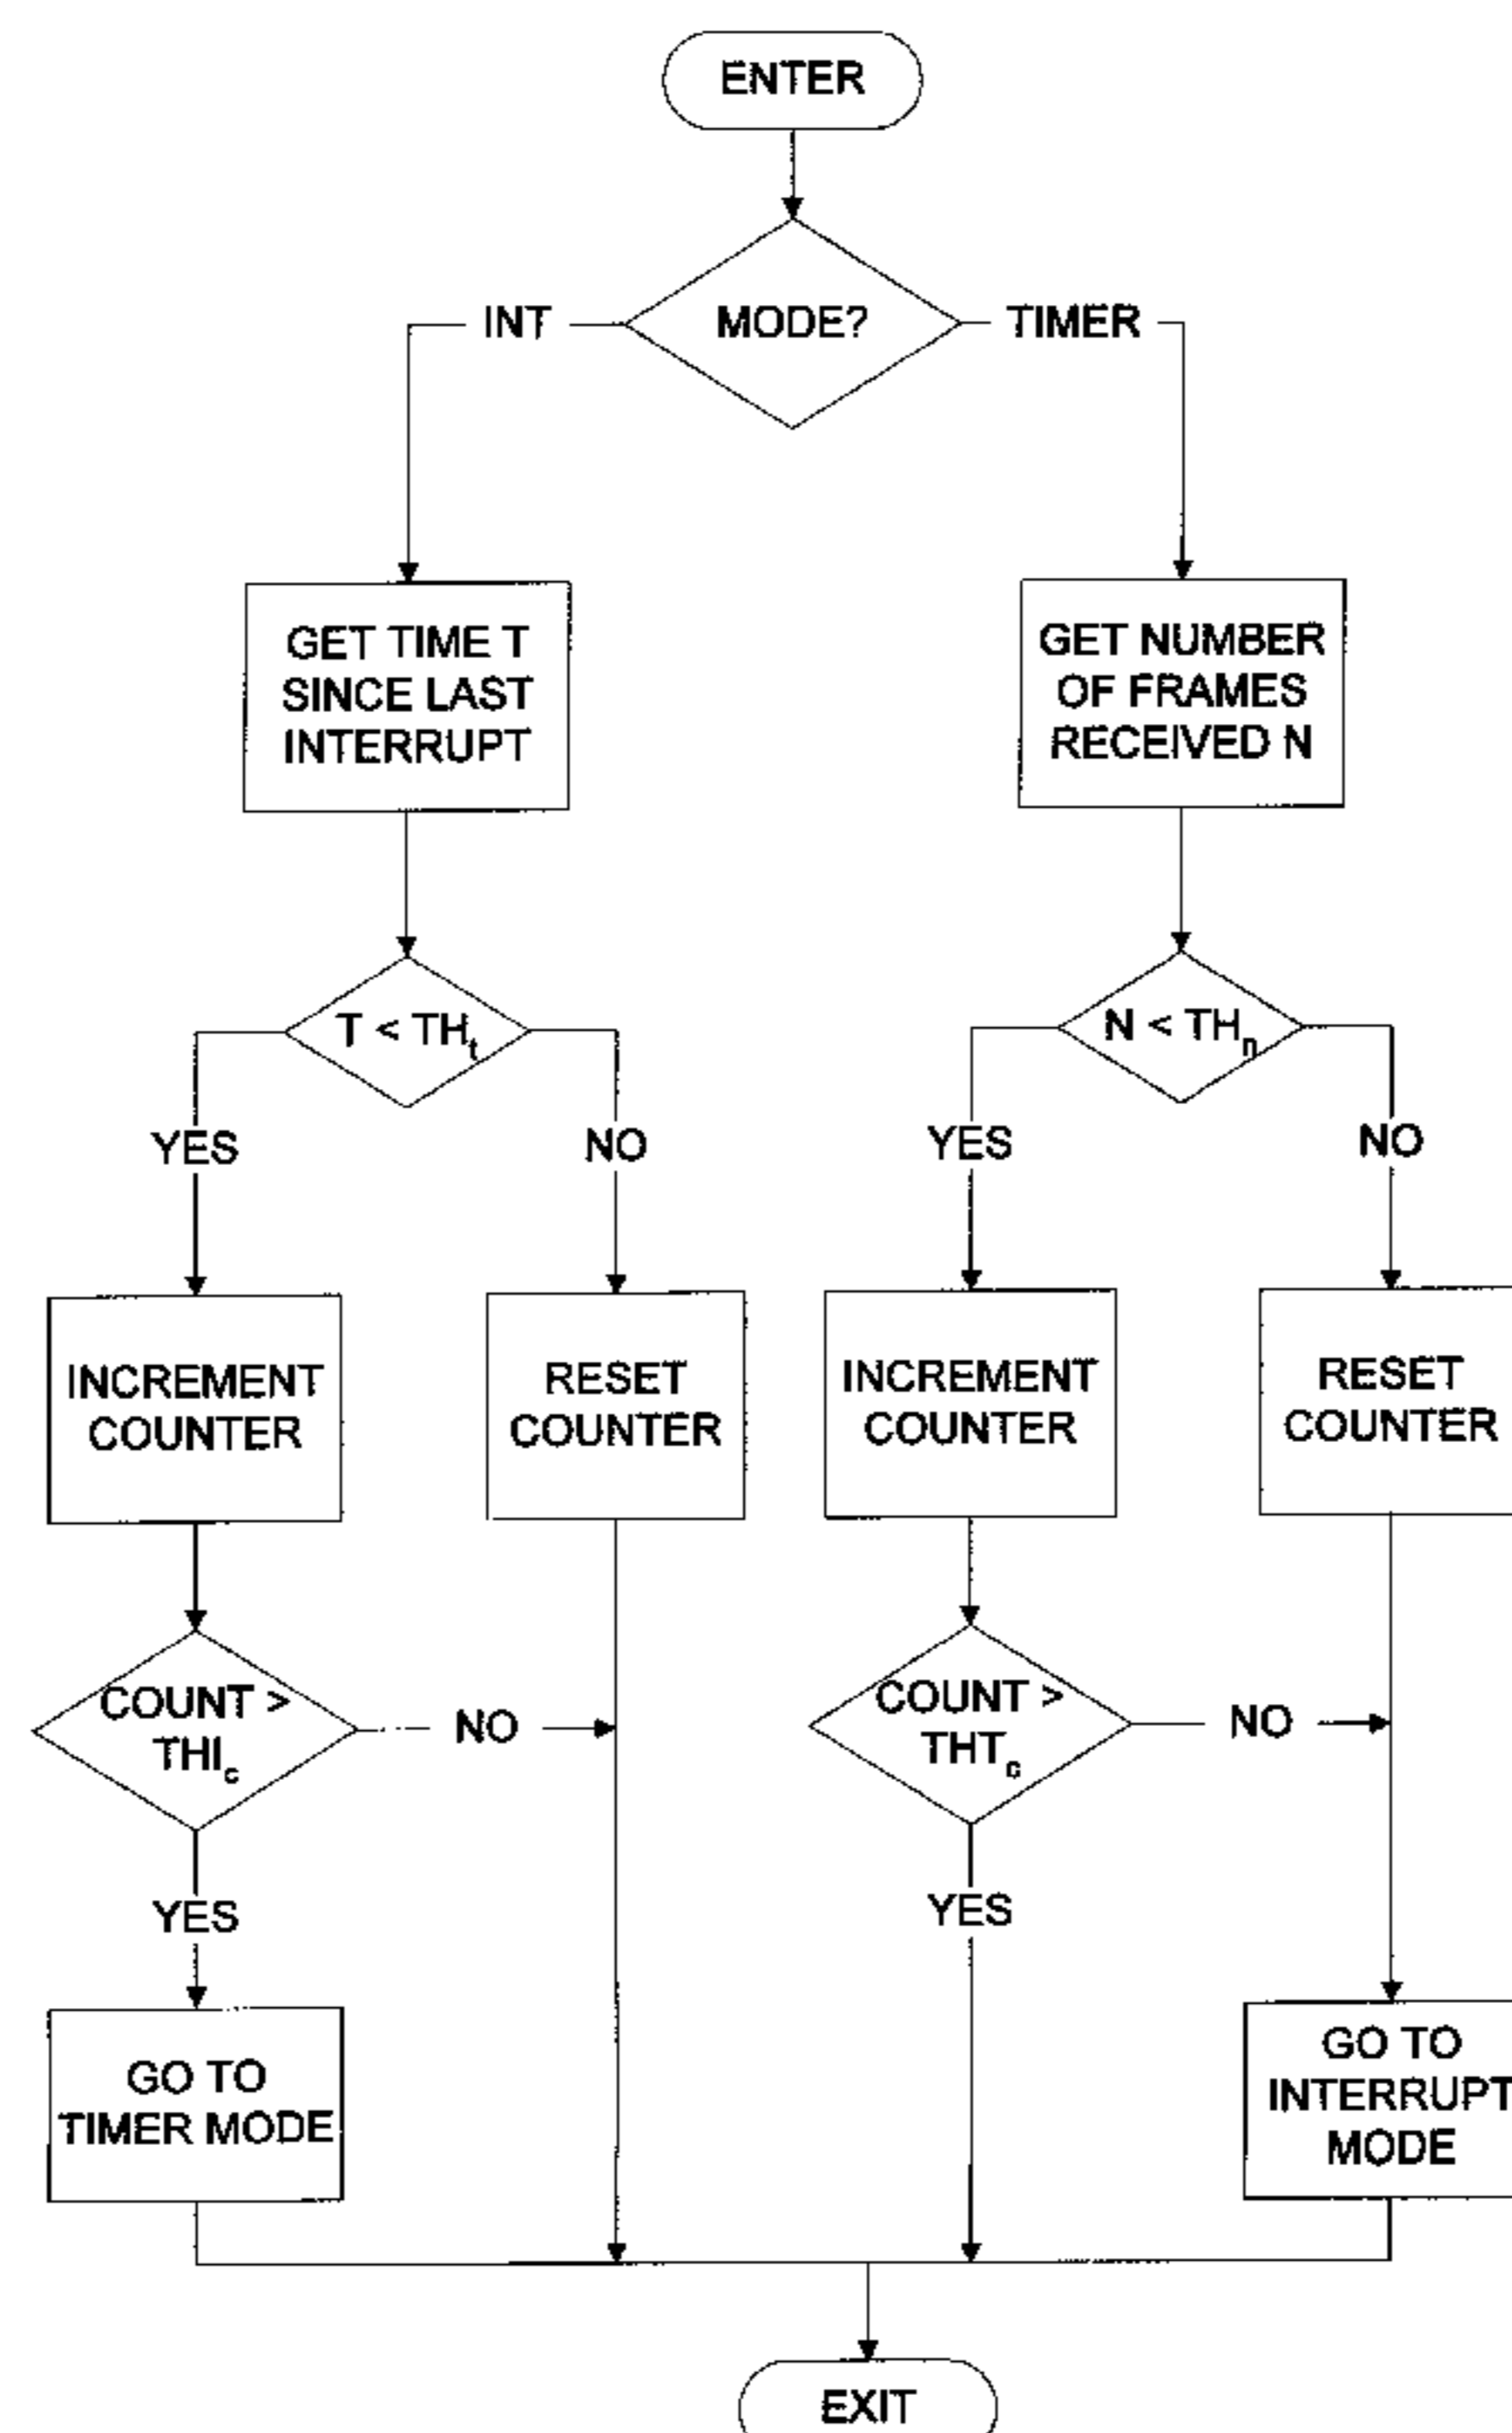 ENTER
INT
MODE?
TIMER
GET TIME T
SINCE LAST
INTERRUPT
GET NUMBER
OF FRAMES
RECEIVED N
T < THt
N < THn
YES
NO
YES
NO
INCREMENT
COUNTER
RESET
COUNTER
INCREMENT
COUNTER
RESET
COUNTER
COUNT >
THIc
NO
COUNT >
THTc
NO
YES
YES
GO TO
TIMER MODE
GO TO
INTERRUPT
MODE
EXIT